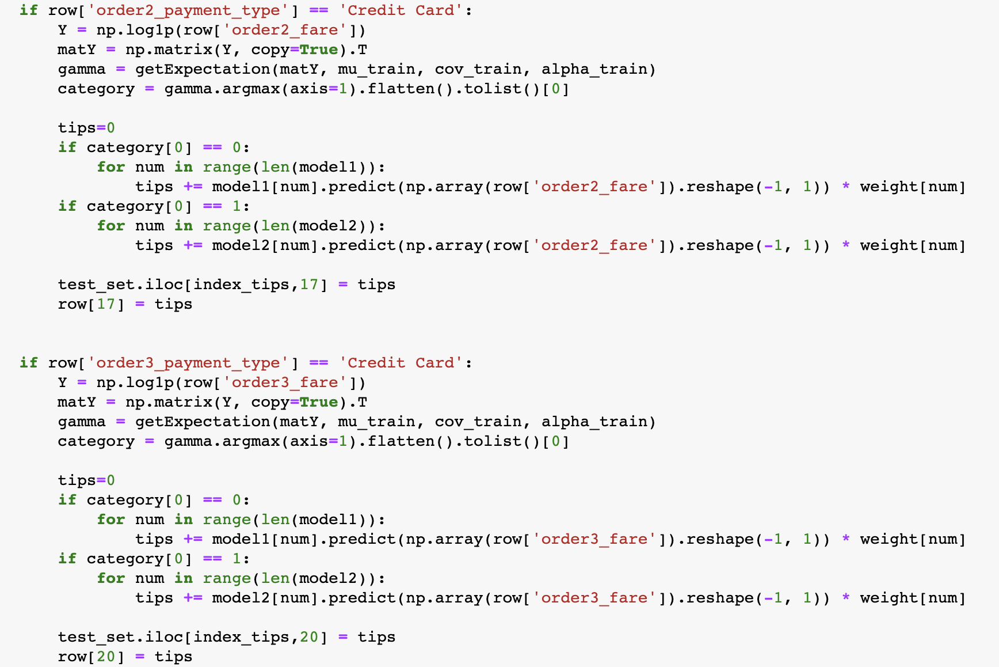 if row['order2_payment_type'] == 'Credit Card':
    Y = np.log1p(row['order2_fare'])
    matY = np.matrix(Y, copy=True).T
    gamma = getExpectation(matY, mu_train, cov_train, alpha_train)
    category = gamma.argmax(axis=1).flatten().tolist()[0]

    tips=0
    if category[0] == 0:
        for num in range(len(model1)):
            tips += model1[num].predict(np.array(row['order2_fare']).reshape(-1, 1)) * weight[num]
    if category[0] == 1:
        for num in range(len(model2)):
            tips += model2[num].predict(np.array(row['order2_fare']).reshape(-1, 1)) * weight[num]

    test_set.iloc[index_tips,17] = tips
    row[17] = tips


if row['order3_payment_type'] == 'Credit Card':
    Y = np.log1p(row['order3_fare'])
    matY = np.matrix(Y, copy=True).T
    gamma = getExpectation(matY, mu_train, cov_train, alpha_train)
    category = gamma.argmax(axis=1).flatten().tolist()[0]

    tips=0
    if category[0] == 0:
        for num in range(len(model1)):
            tips += model1[num].predict(np.array(row['order3_fare']).reshape(-1, 1)) * weight[num]
    if category[0] == 1:
        for num in range(len(model2)):
            tips += model2[num].predict(np.array(row['order3_fare']).reshape(-1, 1)) * weight[num]

    test_set.iloc[index_tips,20] = tips
    row[20] = tips